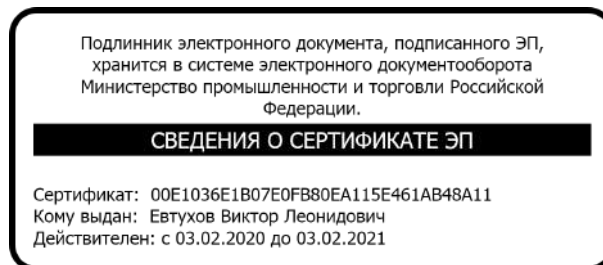 Подлинник электронного документа, подписанного ЭП,
хранится в системе электронного документооборота
Министерство промышленности и торговли Российской
Федерации.
СВЕДЕНИЯ О СЕРТИФИКАТЕ ЭП
Сертификат: 00E1036E1B07E0FB80EA115E461AB48A11
Кому выдан: Евтухов Виктор Леонидович
Действителен: с 03.02.2020 до 03.02.2021